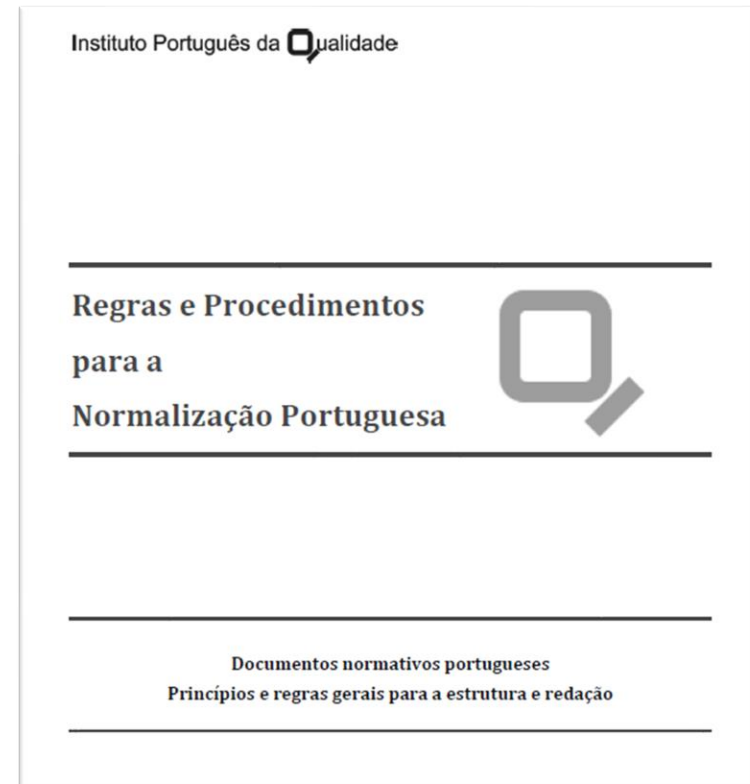 Instituto Português da Qualidade
Regras e Procedimentos
para a
Normalização Portuguesa
Documentos normativos portugueses
Princípios e regras gerais para a estrutura e redação